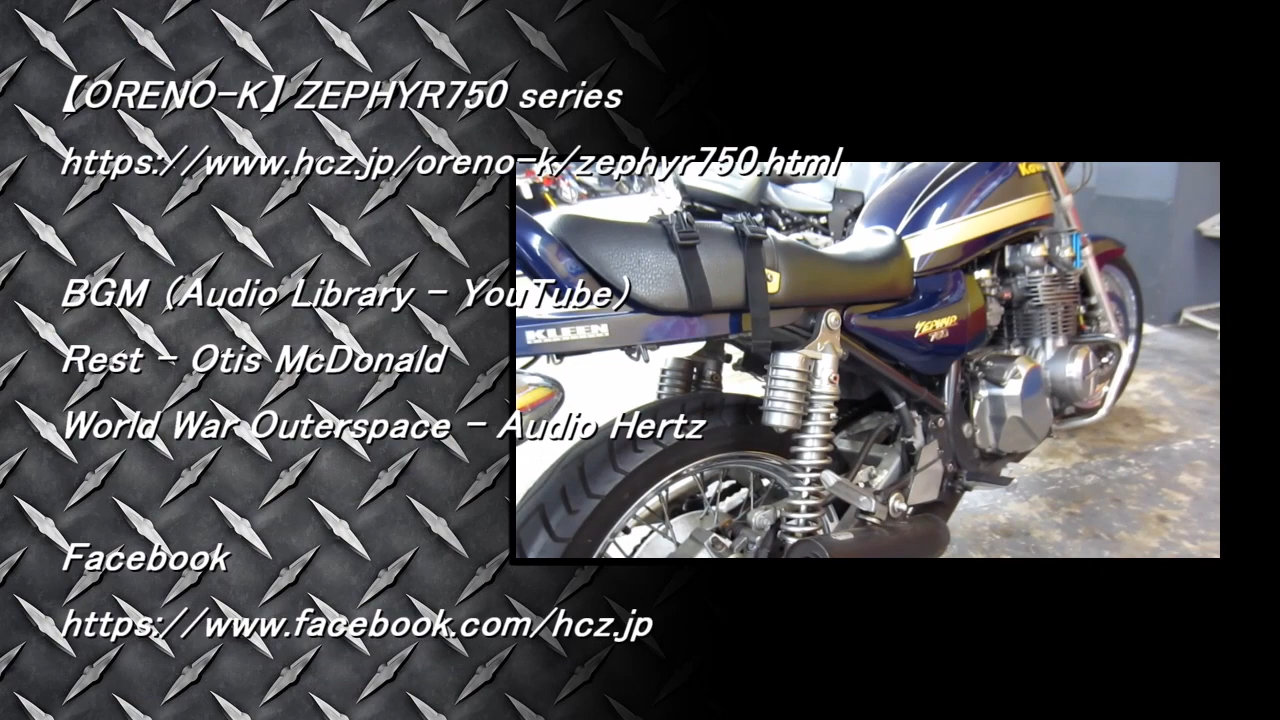 【ORENO-K】ZEPHYR750 series
https://www.hcz.jp/oreno-k/zephyr750.html
BGM (Audio Library - YouTube)
Rest - Otis McDonald
World War Outerspace - Audio Hertz
Facebook
https://www.facebook.com/hcz.jp
KLEEN
ZEPHYR